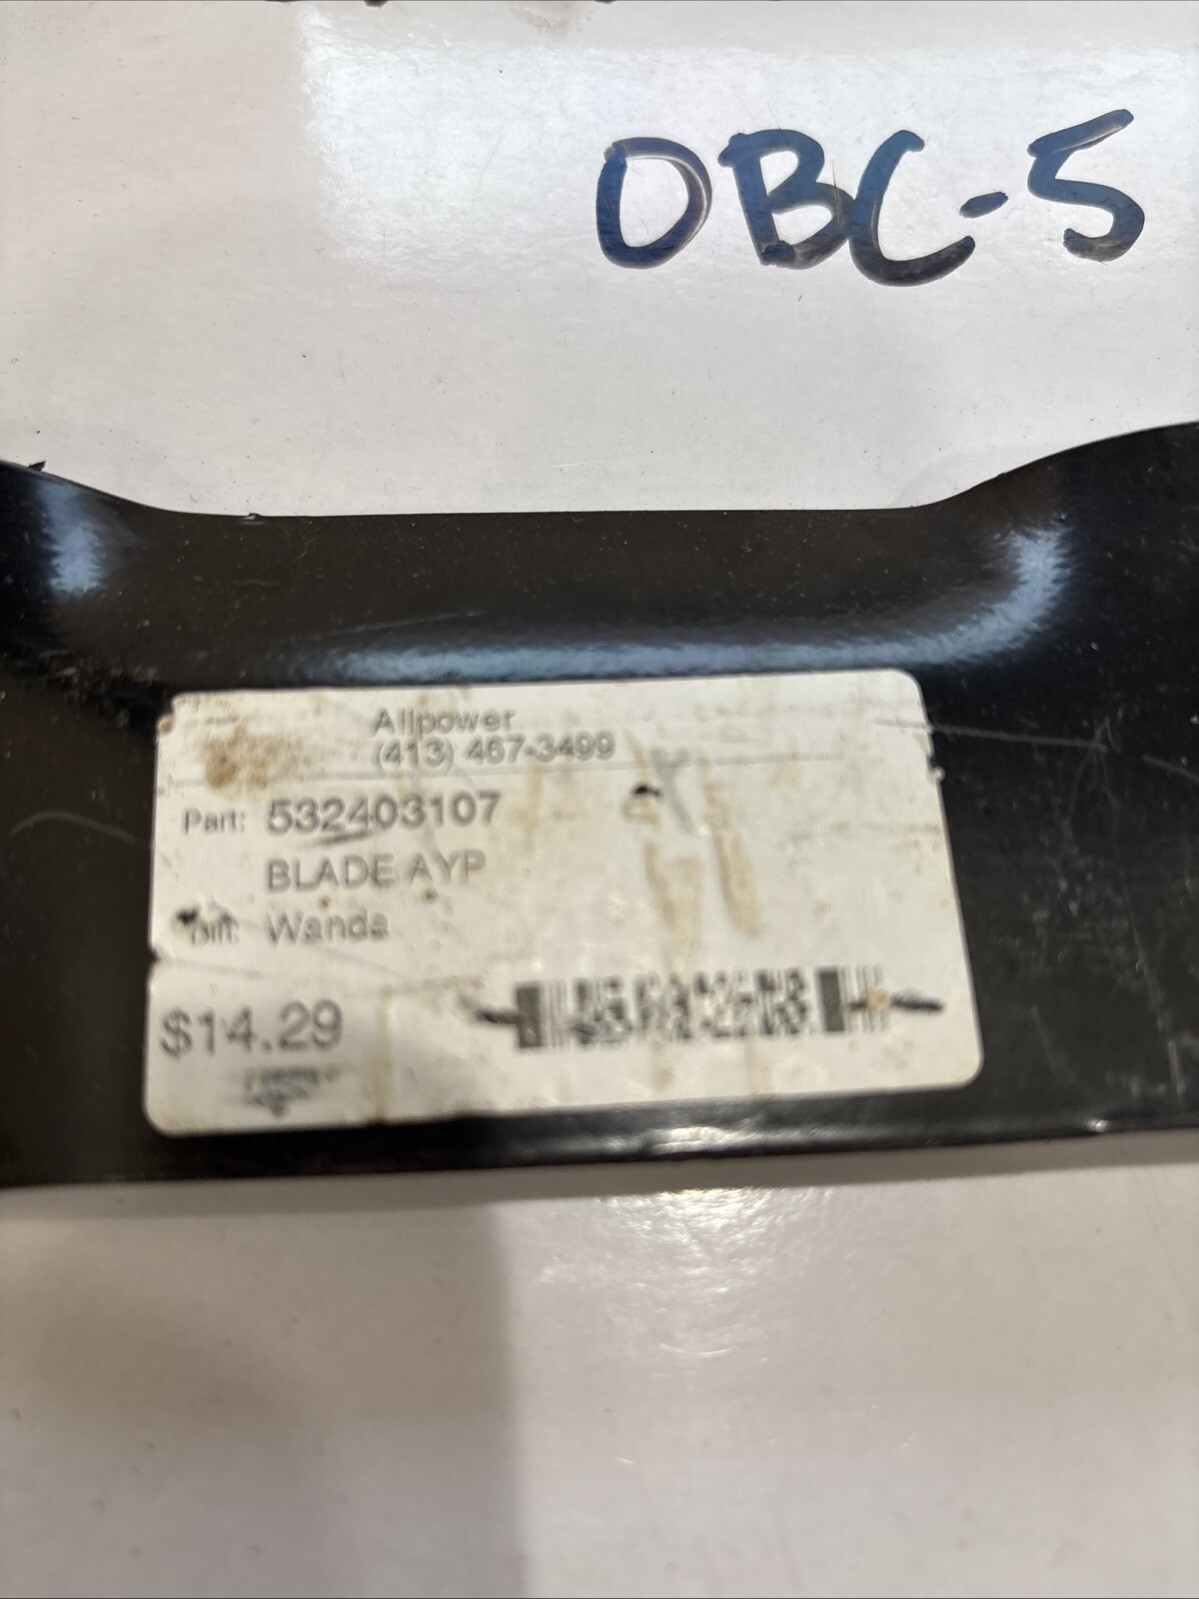 OBC-5
Allpower
(413) 467-3499
Part: 532403107
BLADE AYP
Wanda
$14.29